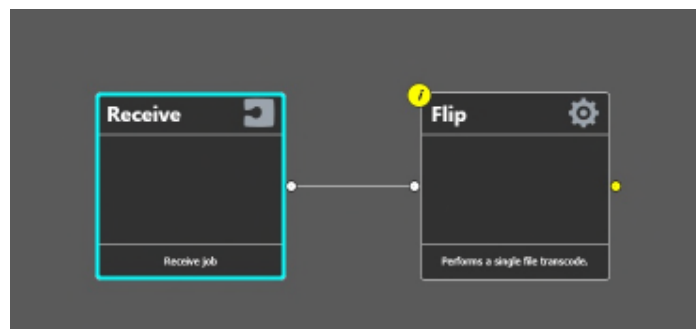 Receive
Receive job
i
Flip
Performs a single file transcode.